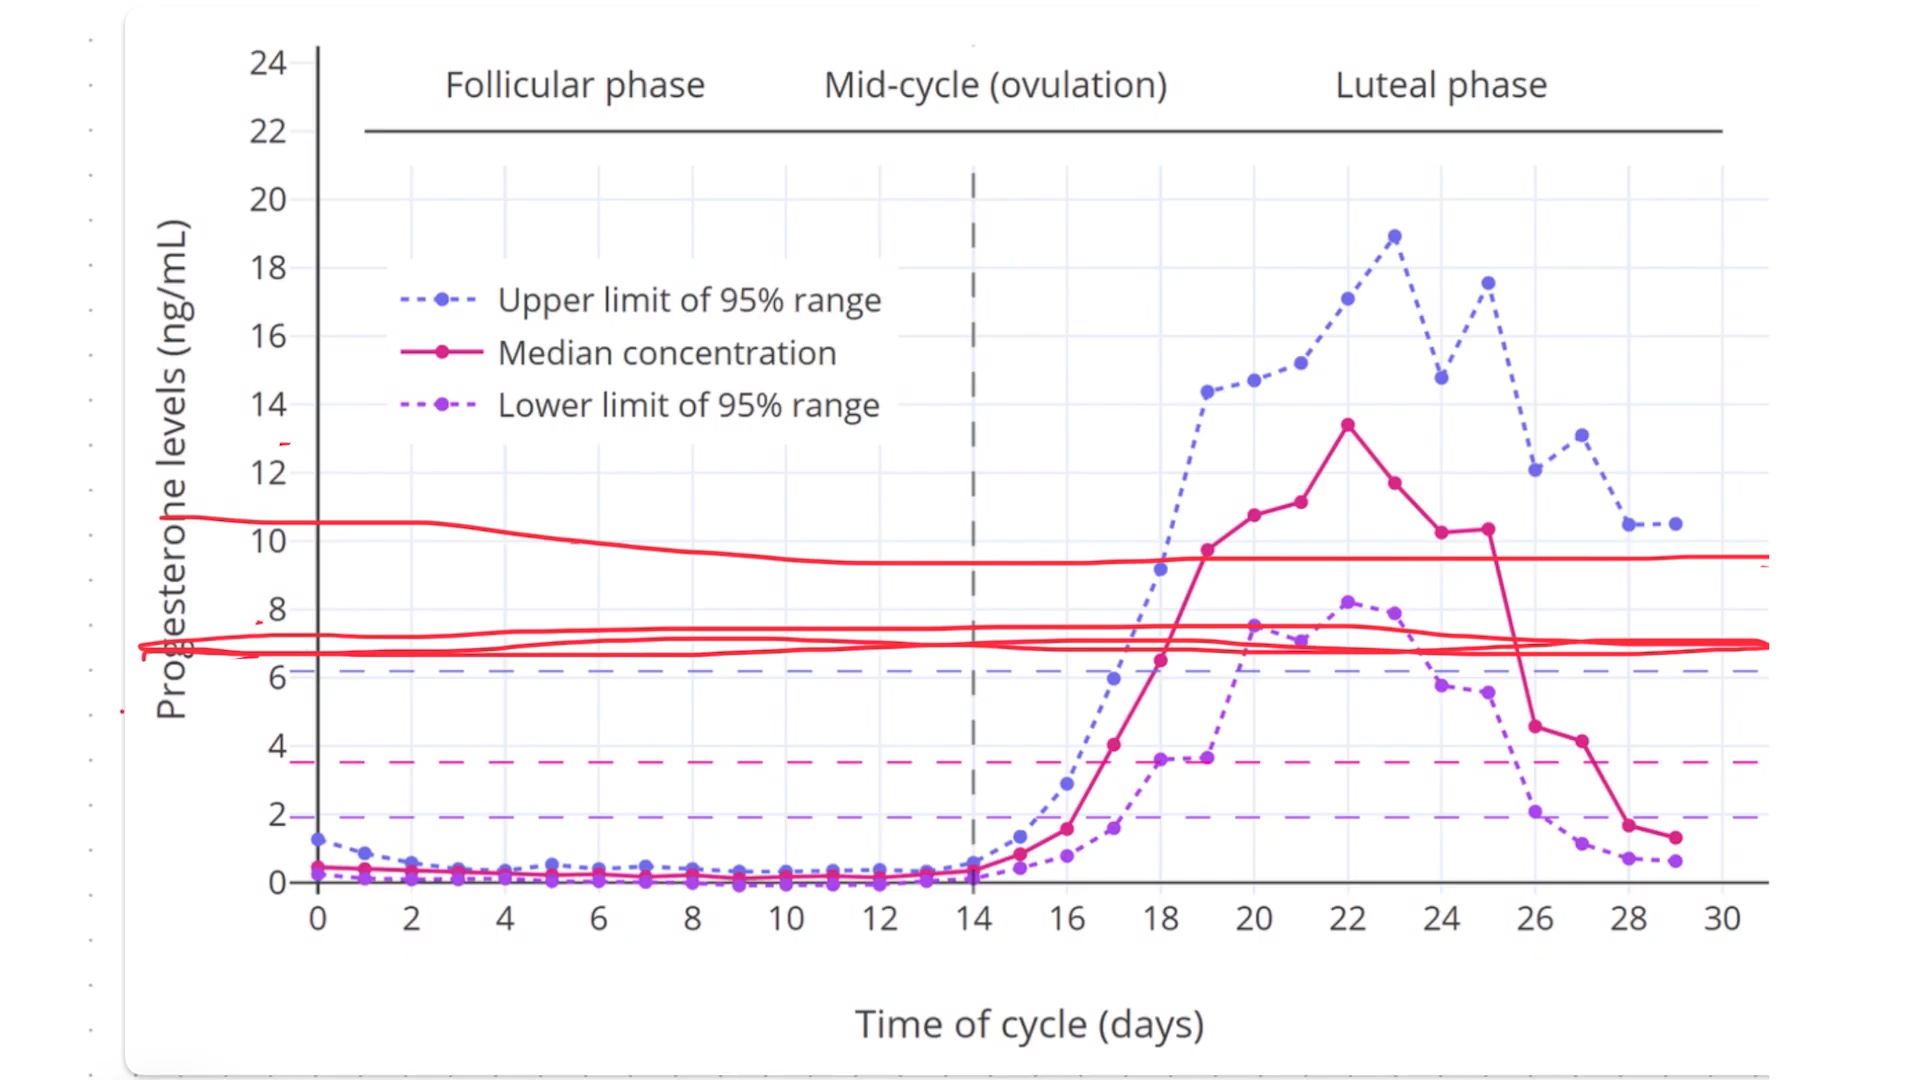 24
Follicular phase Mid-cycle (ovulation) Luteal phase
22
20
18
Upper limit of 95% range
16
Median concentration
14
Lower limit of 95% range
12
10
8
6
4
2
0
Progesterone levels (ng/mL)
0 2 4 6 8 10 12 14 16 18 20 22 24 26 28 30
Time of cycle (days)